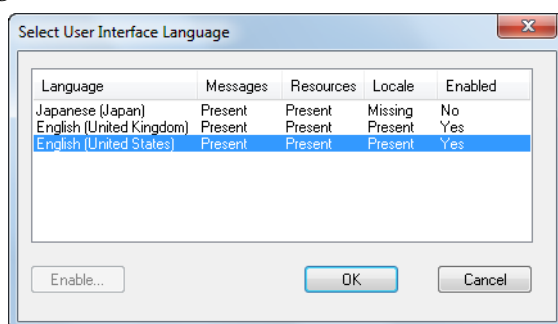 Select User Interface Language
Language Messages Resources Locale Enabled
Japanese (Japan) Present Present Missing No
English (United Kingdom) Present Present Present Yes
English (United States) Present Present Present Yes
Enable... OK Cancel